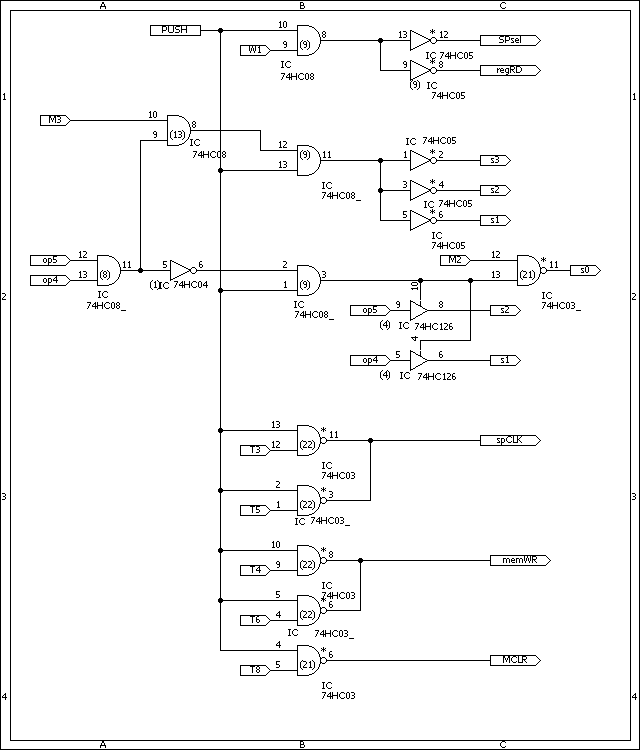 A B C
PUSH 10 8 13 * 12 SPsel
W1 9 (9) IC 74HC05
IC 9 * 8 regRD
74HC08 (9) IC
1 74HC05 1
M3 10 8 IC 74HC05
9 (13) IC 12 11 1 * 2 s3
74HC08 13 (9)
IC 3 * 4 s2
74HC08_ IC 74HC05
5 * 6 s1
IC
74HC05
op5 12 11 5 6 2 3 M2 12 * 11 s0
op4 13 (8) (1) IC 74HC04 1 (9) 13 (21)
2 IC 74HC08_ IC 74HC08_ 10 IC 74HC03_ 2
op5 9 8 s2
(4) IC 74HC126
4
op4 5 6 s1
(4) IC 74HC126
13 * 11 spCLK
T3 12 (22)
IC
74HC03
3 2 * 3 3
T5 1 (22)
IC 74HC03_
10 * 8 memWR
T4 9 (22)
IC
74HC03
5 * 6
T6 4 (22)
IC 74HC03_
4 * 6 MCLR
T8 5 (21)
IC
74HC03
4 4
A B C